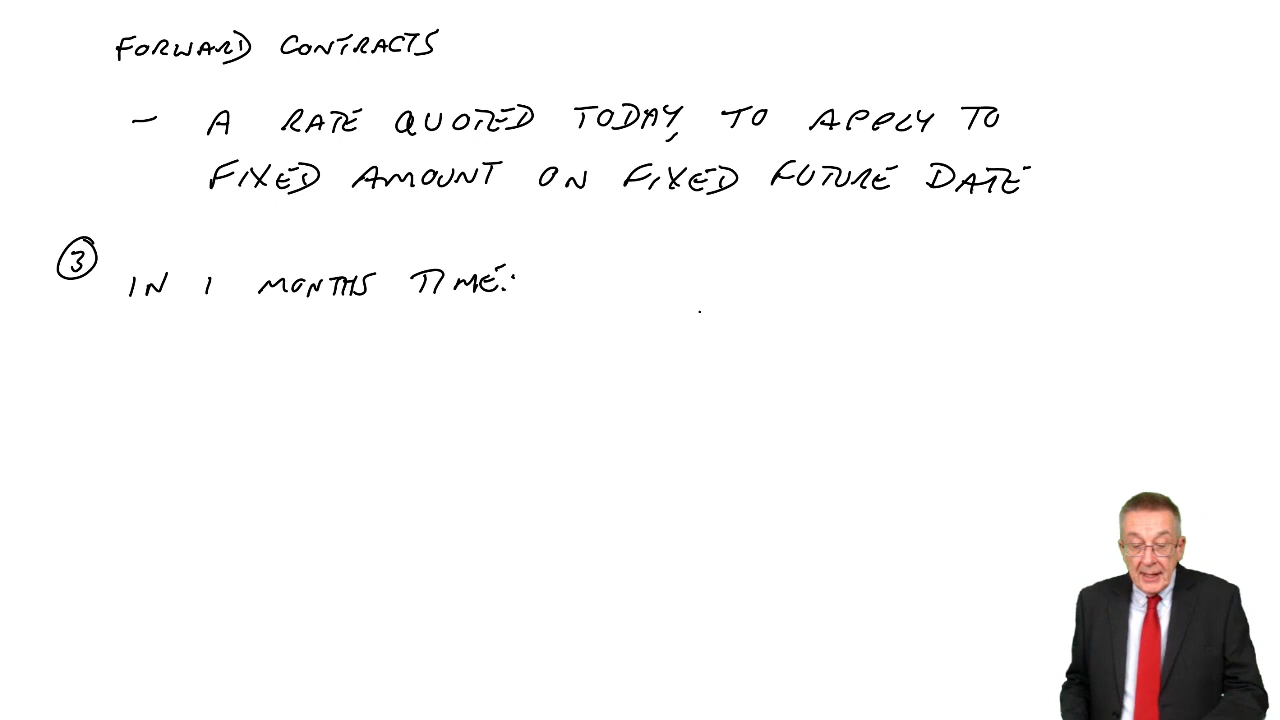 FORWARD CONTRACTS
- A RATE QUOTED TODAY, TO APPLY TO
FIXED AMOUNT ON FIXED FUTURE DATE
3
IN 1 MONTHS TIME: